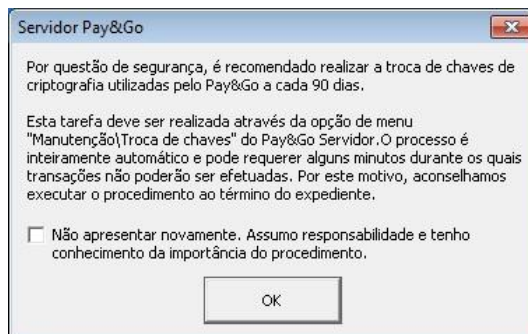 Servidor Pay&Go
Por questão de segurança, é recomendado realizar a troca de chaves de
criptografia utilizadas pelo Pay&Go a cada 90 dias.
Esta tarefa deve ser realizada através da opção de menu
"Manutenção\Troca de chaves" do Pay&Go Servidor.O processo é
inteiramente automático e pode requerer alguns minutos durante os quais
transações não poderão ser efetuadas. Por este motivo, aconselhamos
executar o procedimento ao término do expediente.
Não apresentar novamente. Assumo responsabilidade e tenho
conhecimento da importância do procedimento.
OK